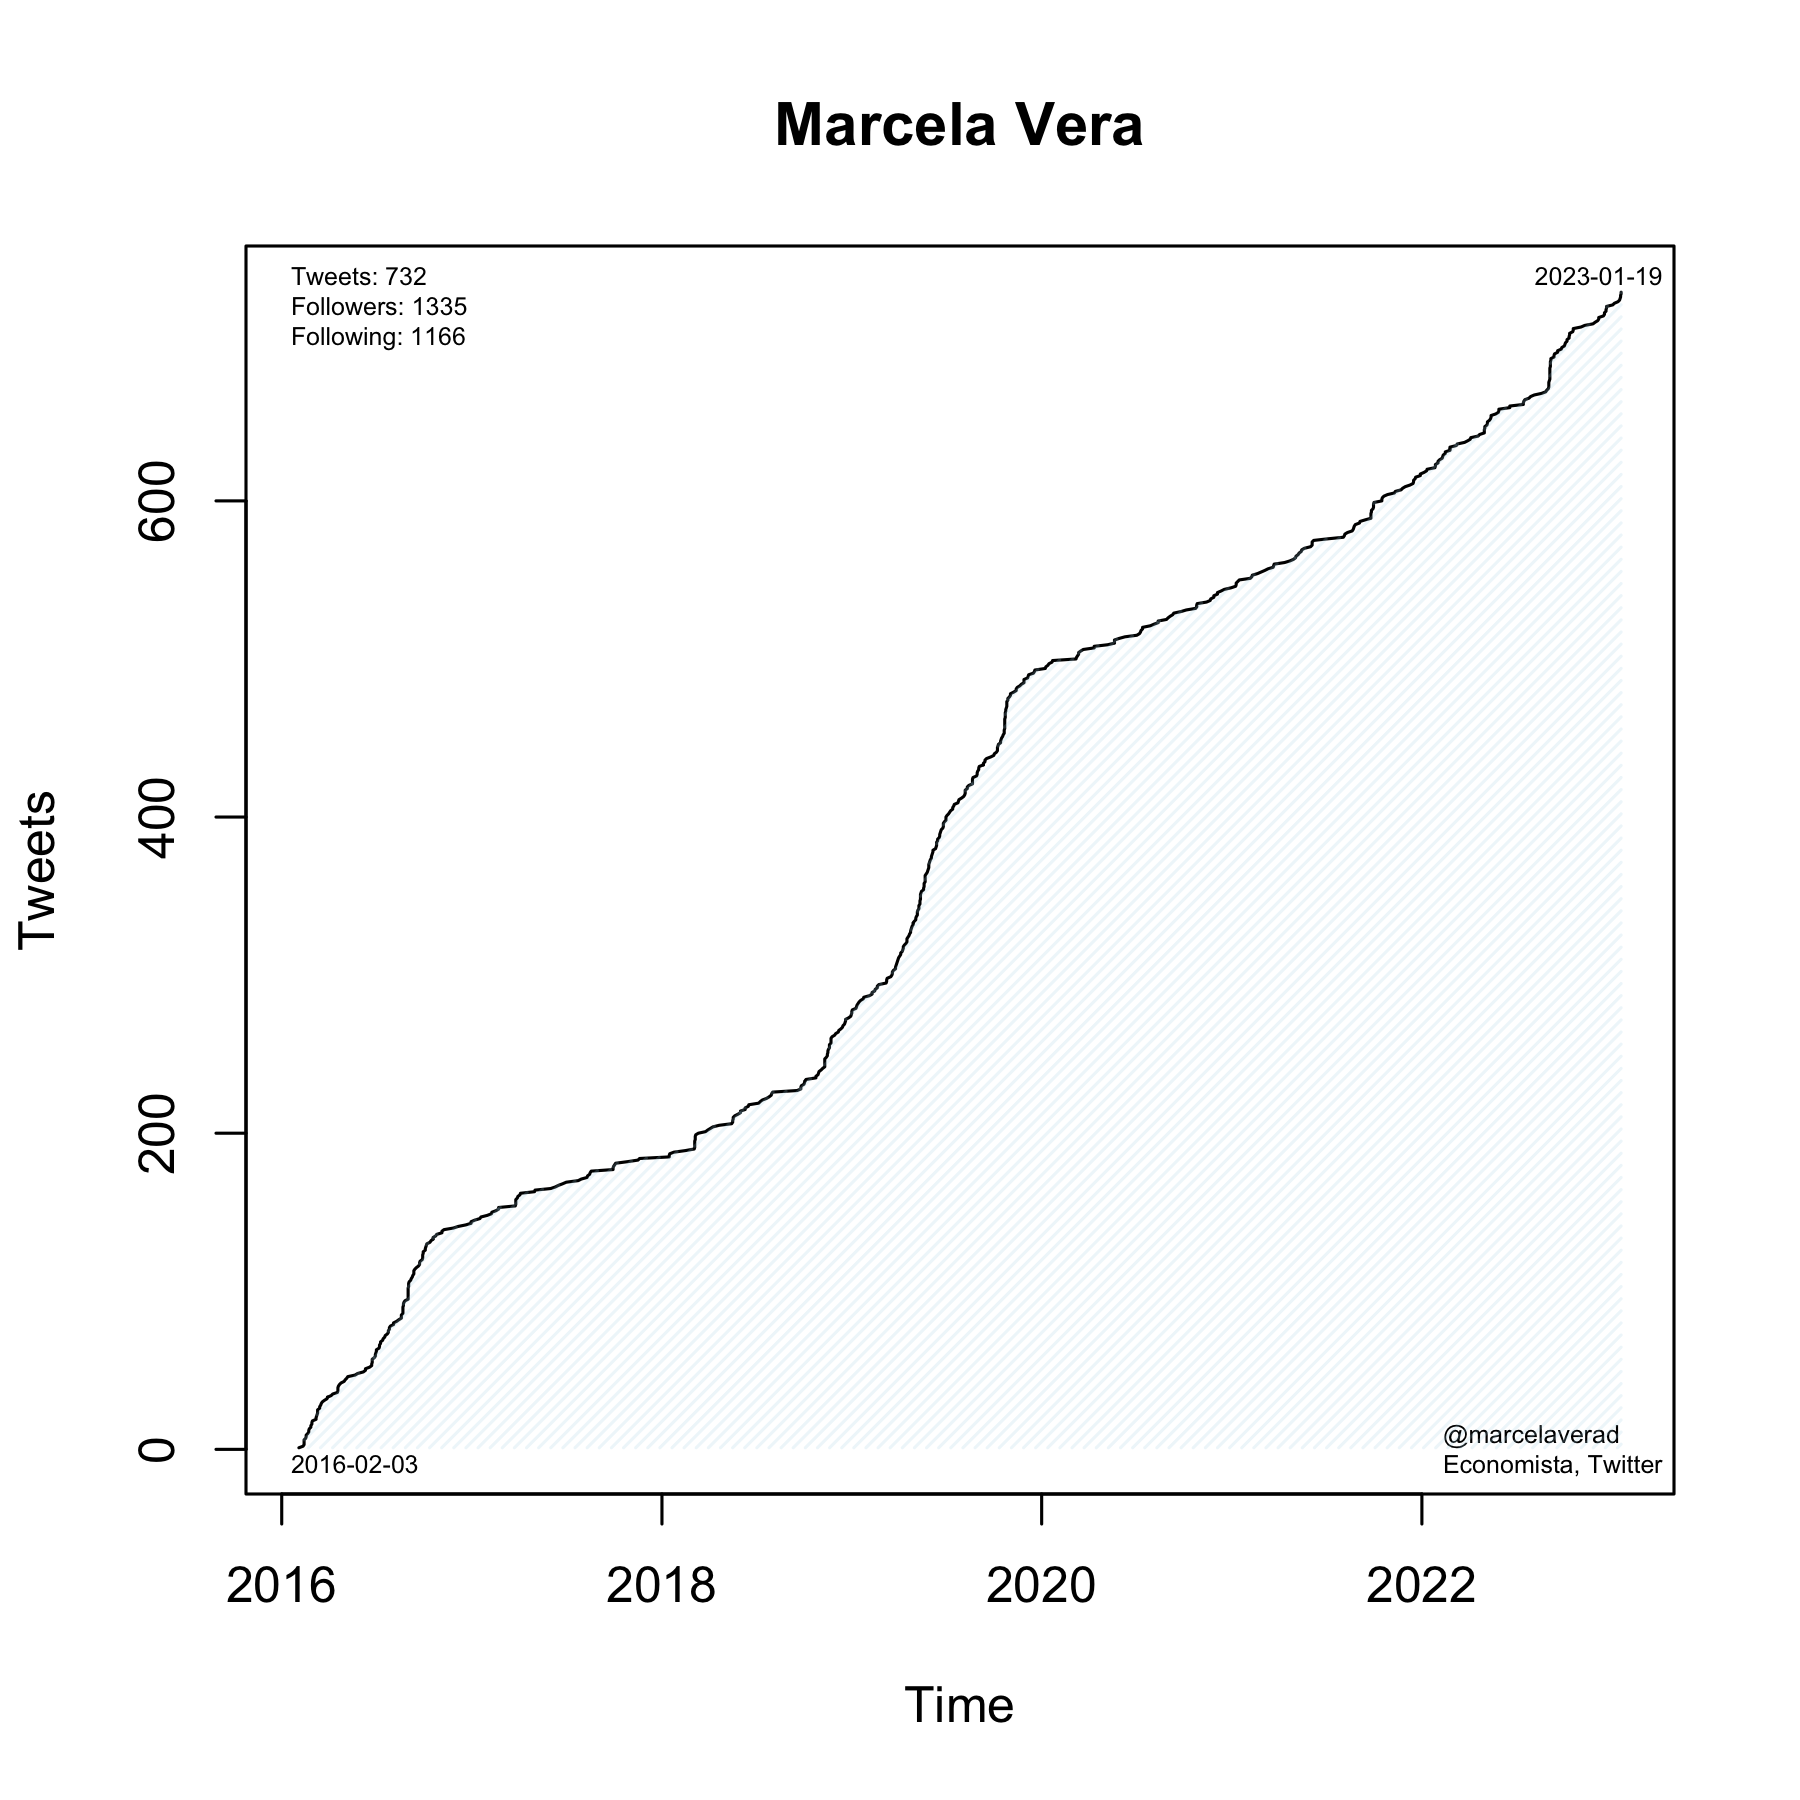 Marcela Vera
Tweets: 732
Followers: 1335
Following: 1166
2023-01-19
Tweets
600
400
200
0
2016-02-03
@marcelaverad
Economista, Twitter
2016
2018
2020
2022
Time